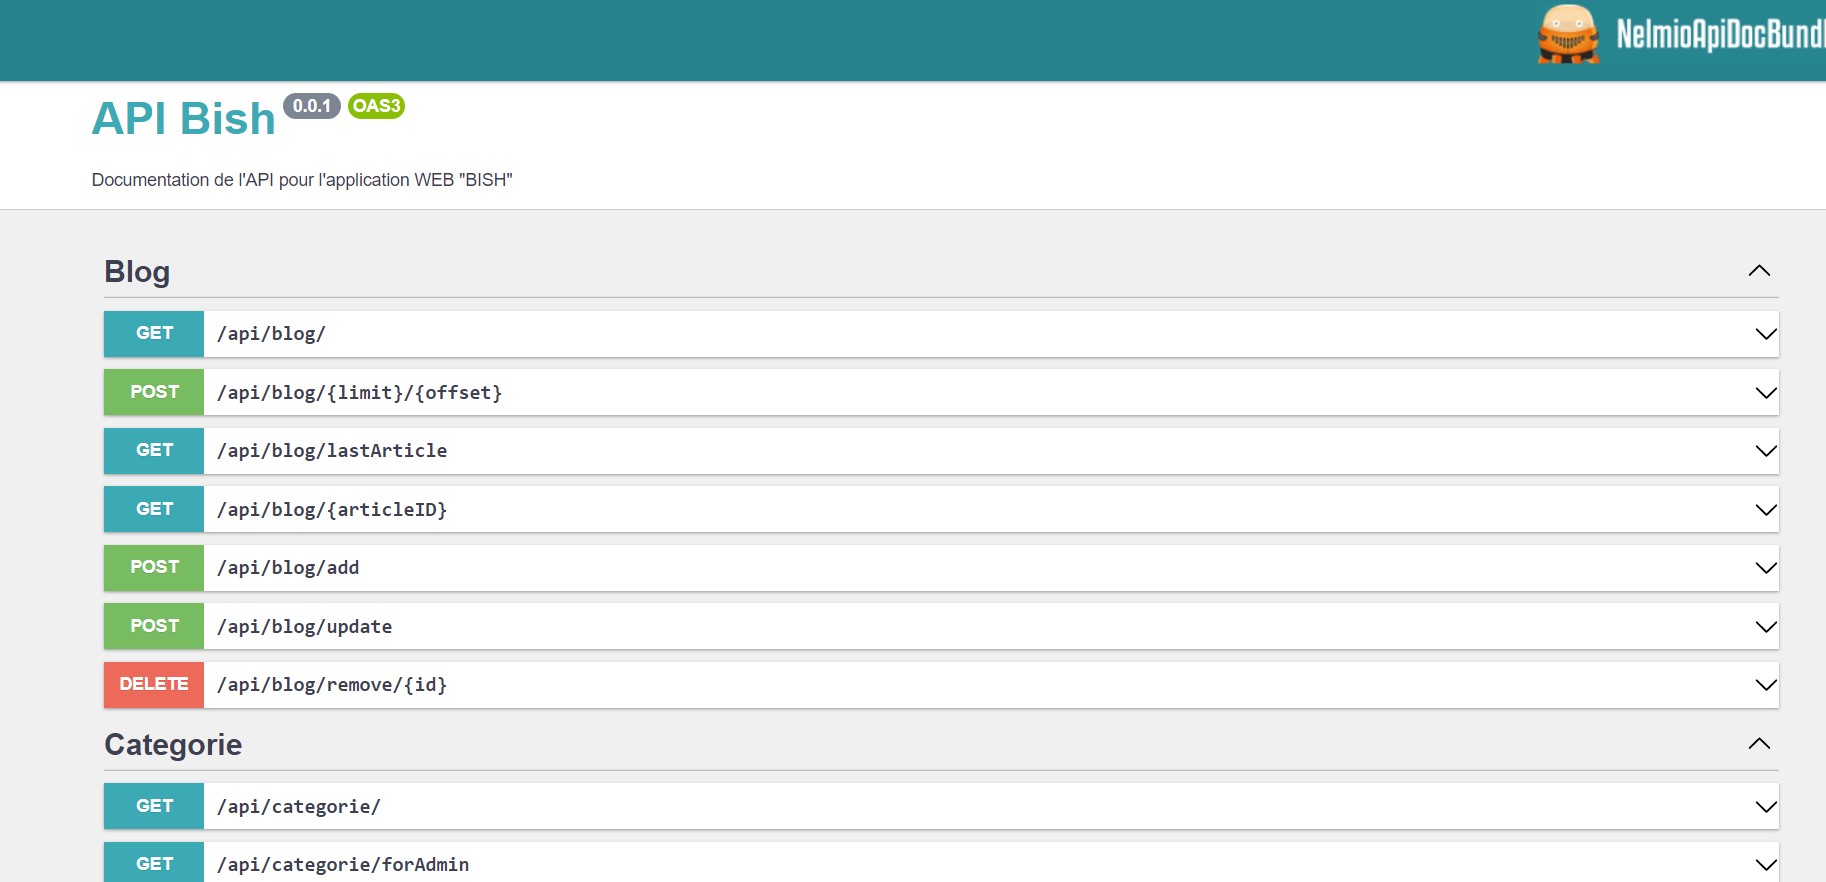 NelmioApiDocBundl
API Bish 0.0.1 OAS3
Documentation de l'API pour l'application WEB "BISH"
Blog
GET /api/blog/
POST /api/blog/{limit}/{offset}
GET /api/blog/lastArticle
GET /api/blog/{articleID}
POST /api/blog/add
POST /api/blog/update
DELETE /api/blog/remove/{id}
Categorie
GET /api/categorie/
GET /api/categorie/forAdmin